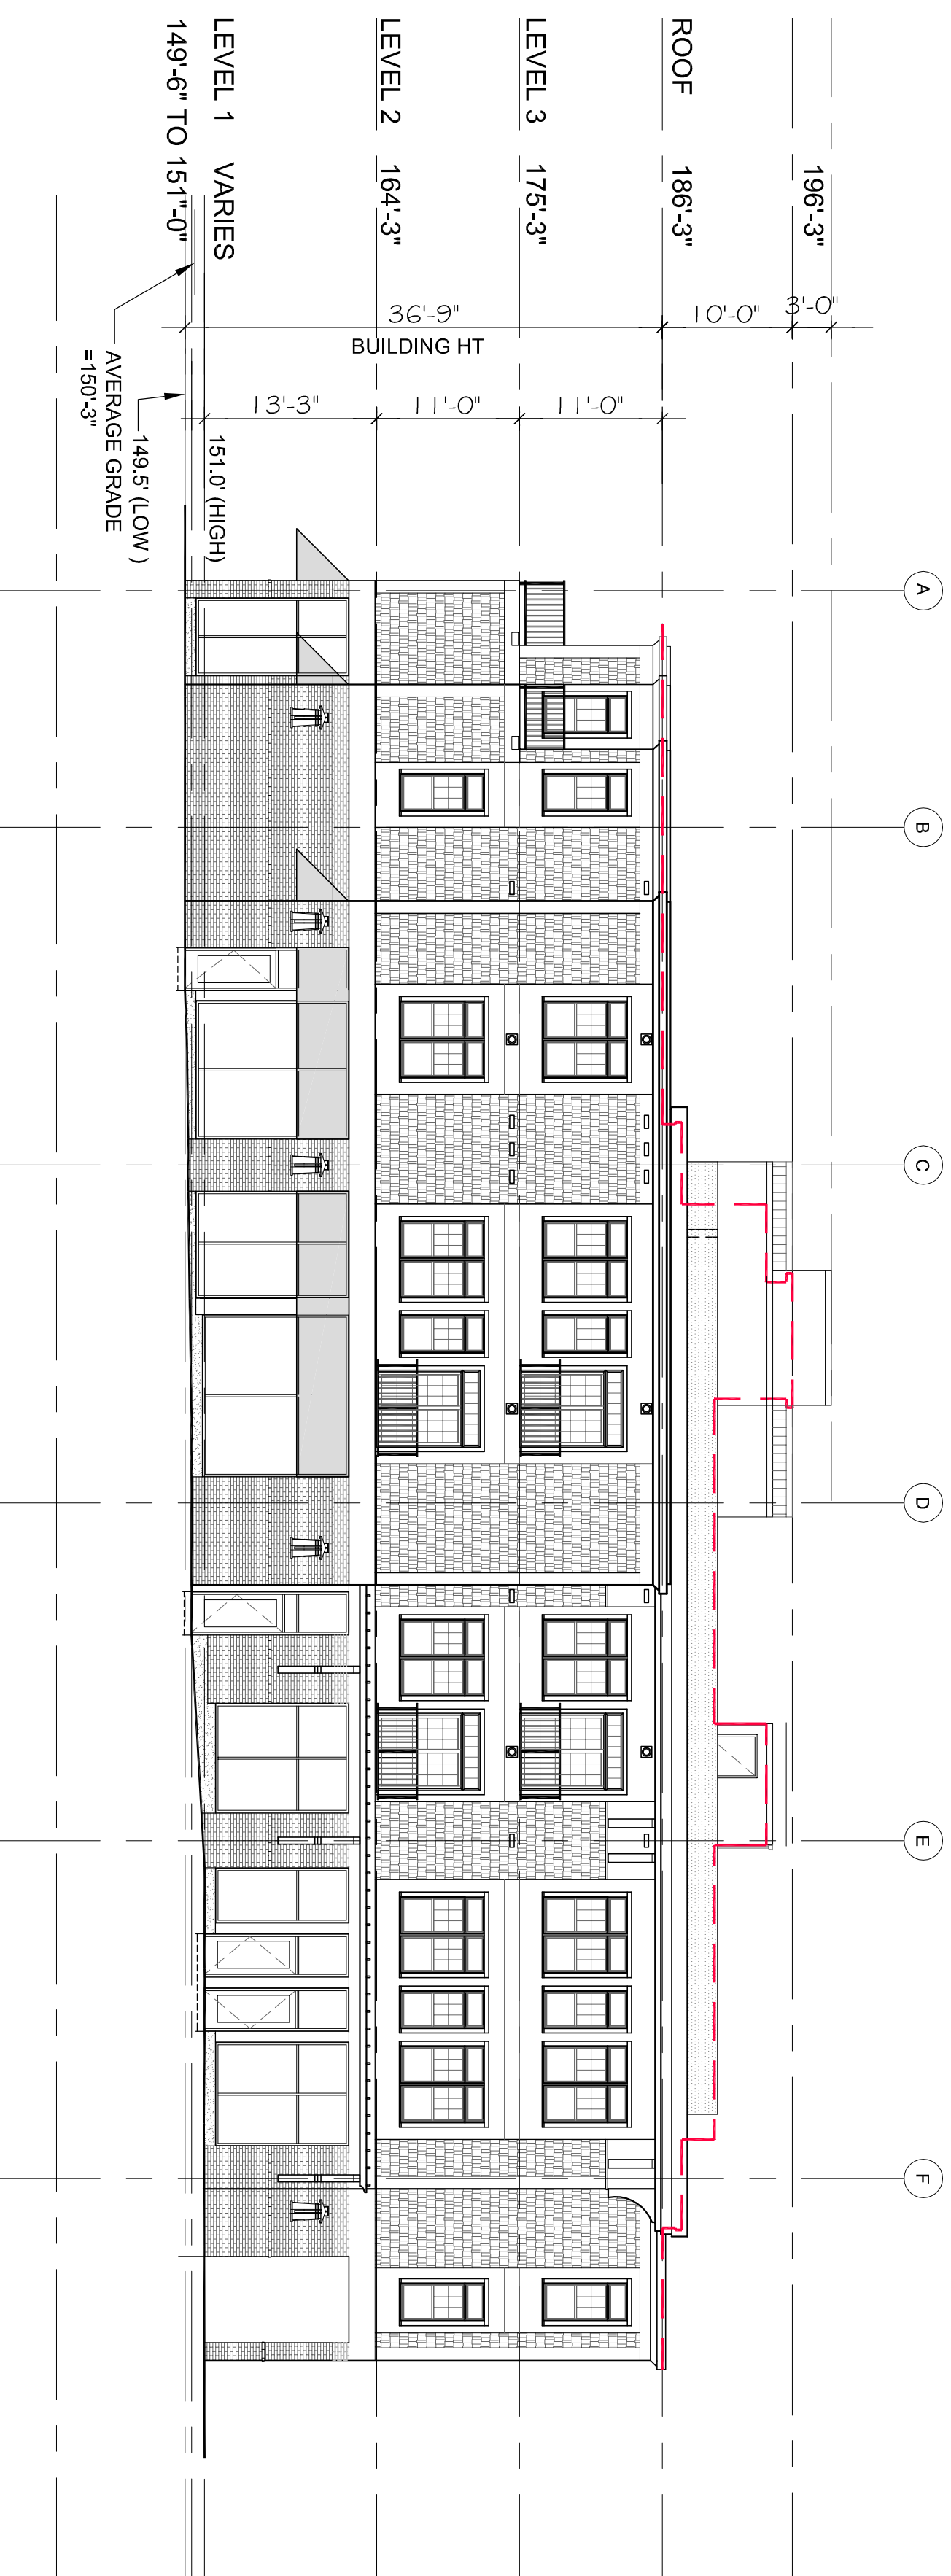 196'-3"
ROOF 186'-3"
LEVEL 3 175'-3"
LEVEL 2 164'-3"
LEVEL 1 VARIES
149'-6" TO 151"-0"
3'-0"
10'-0"
36'-9"
BUILDING HT
11'-0"
11'-0"
13'-3"
151.0' (HIGH)
149.5' (LOW )
AVERAGE GRADE
=150'-3"
A
B
C
D
E
F